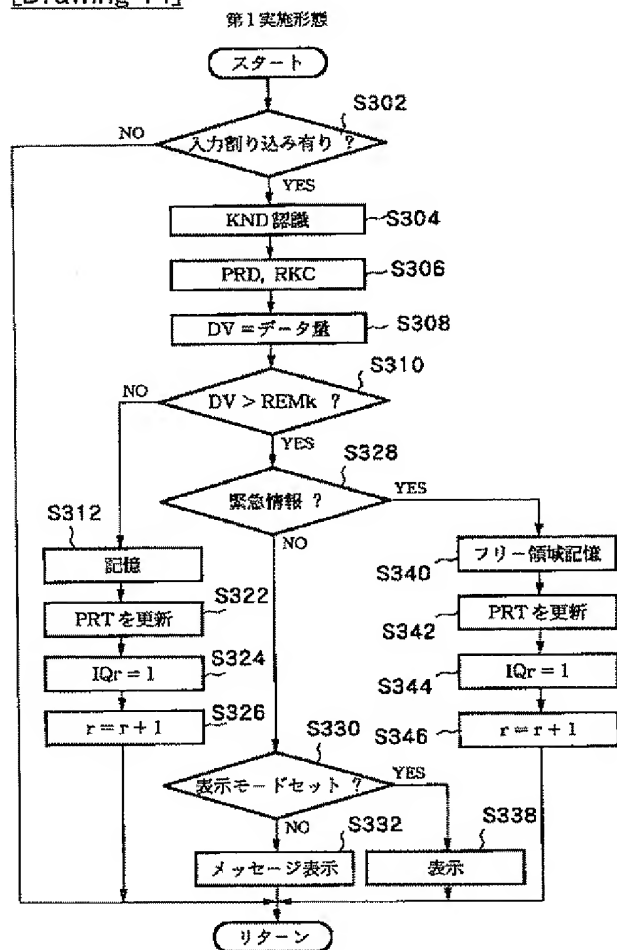 [Drawing 14]
第1実施形態
スタート
S302
入力割り込み有り ?
NO
YES
KND 認識
S304
PRD, RKC
S306
DV = データ量
S308
S310
DV > REMk ?
NO
YES
S328
緊急情報 ?
YES
NO
S312
記憶
PRTを更新
S322
IQr = 1
S324
r = r + 1
S326
フリー領域記憶
S340
PRTを更新
S342
IQr = 1
S344
r = r + 1
S346
S330
表示モードセット ?
YES
NO
S332
メッセージ表示
S338
表示
リターン